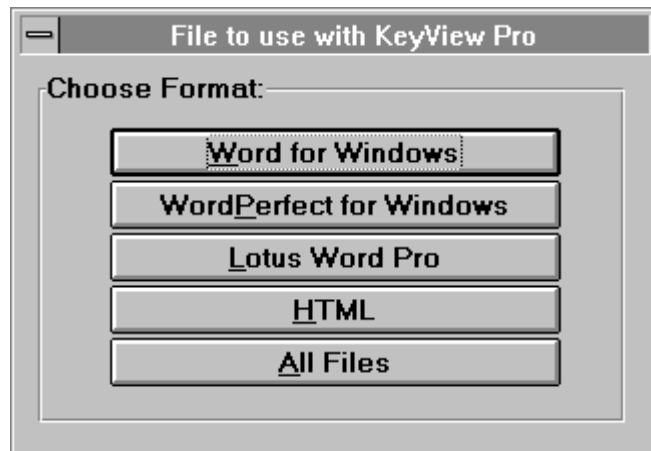 File to use with KeyView Pro
Choose Format:
Word for Windows
WordPerfect for Windows
Lotus Word Pro
HTML
All Files